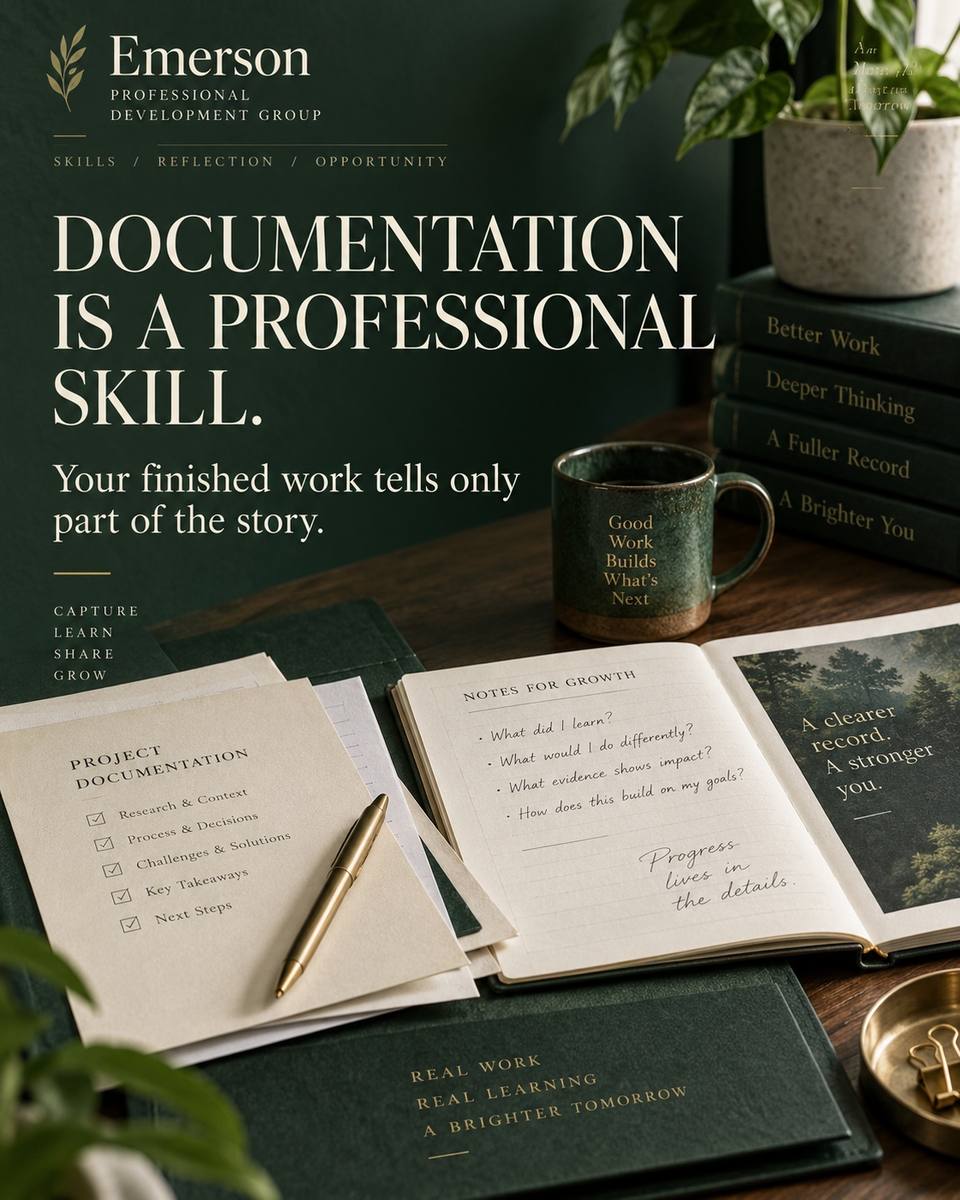 Emerson
PROFESSIONAL
DEVELOPMENT GROUP
SKILLS / REFLECTION / OPPORTUNITY
DOCUMENTATION
IS A PROFESSIONAL
SKILL.
Your finished work tells only
part of the story.
CAPTURE
LEARN
SHARE
GROW
Tomorrow
Better Work
Deeper Thinking
A Fuller Record
A Brighter You
Good
Work
Builds
What's
Next
PROJECT
DOCUMENTATION
Research & Context
Process & Decisions
Challenges & Solutions
Key Takeaways
Next Steps
NOTES FOR GROWTH
• What did I learn?
• What would I do differently?
• What evidence shows impact?
• How does this build on my goals?
Progress
lives in
the details.
A clearer
record.
A stronger
you.
REAL WORK
REAL LEARNING
A BRIGHTER TOMORROW